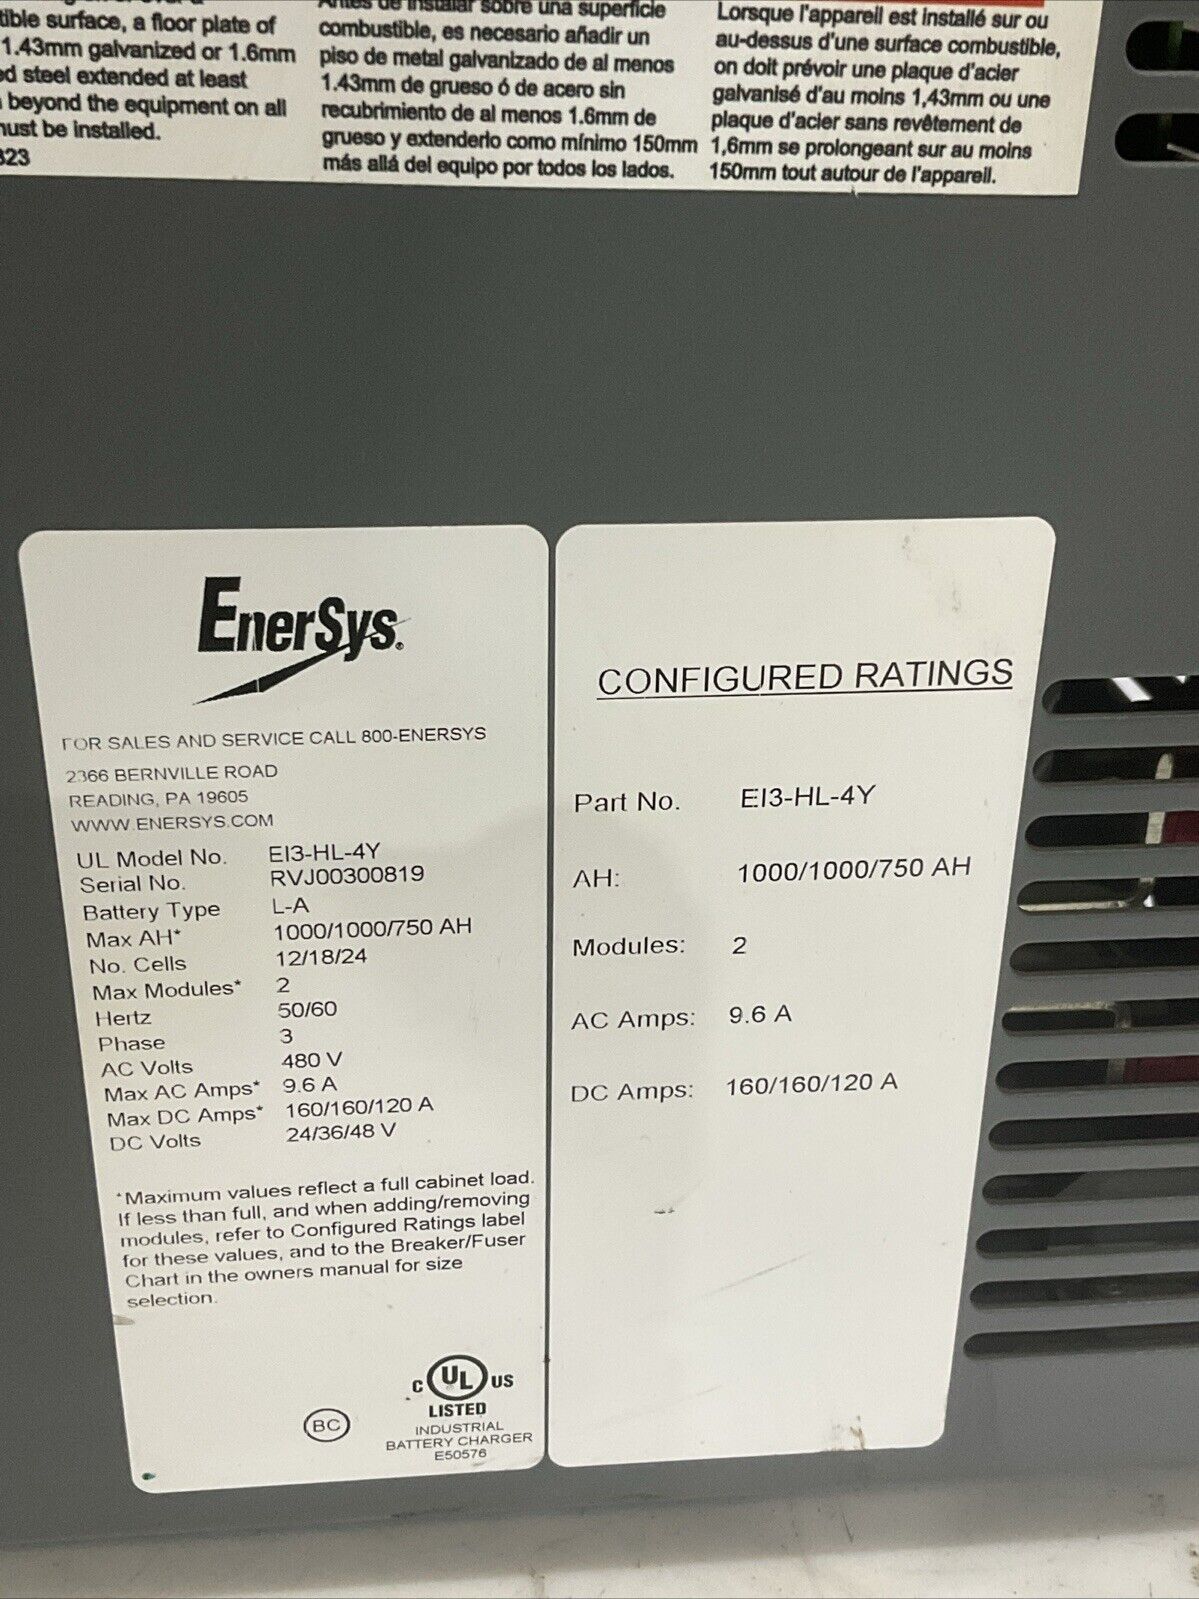 tible surface, a floor plate of
1.43mm galvanized or 1.6mm
steel extended at least
beyond the equipment on all
must be installed.
Antes de instalar sobre una superficie
combustible, es necesario añadir un
piso de metal galvanizado de al menos
1.43mm de grueso ó de acero sin
recubrimiento de al menos 1.6mm de
grueso y extenderlo como mínimo 150mm
más allá del equipo por todos los lados.
Lorsque l'appareil est installé sur ou
au-dessus d'une surface combustible,
on doit prévoir une plaque d'acier
galvanisé d'au moins 1,43mm ou une
plaque d'acier sans revêtement de
1,6mm se prolongeant sur au moins
150mm tout autour de l'appareil.
EnerSys®
FOR SALES AND SERVICE CALL 800-ENERSYS
2366 BERNVILLE ROAD
READING, PA 19605
WWW.ENERSYS.COM
UL Model No. EI3-HL-4Y
Serial No. RVJ00300819
Battery Type L-A
Max AH* 1000/1000/750 AH
No. Cells 12/18/24
Max Modules* 2
Hertz 50/60
Phase 3
AC Volts 480 V
Max AC Amps* 9.6 A
Max DC Amps* 160/160/120 A
DC Volts 24/36/48 V
*Maximum values reflect a full cabinet load.
If less than full, and when adding/removing
modules, refer to Configured Ratings label
for these values, and to the Breaker/Fuser
Chart in the owners manual for size
selection.
BC
C UL US
LISTED
INDUSTRIAL
BATTERY CHARGER
E50576
CONFIGURED RATINGS
Part No. EI3-HL-4Y
AH: 1000/1000/750 AH
Modules: 2
AC Amps: 9.6 A
DC Amps: 160/160/120 A